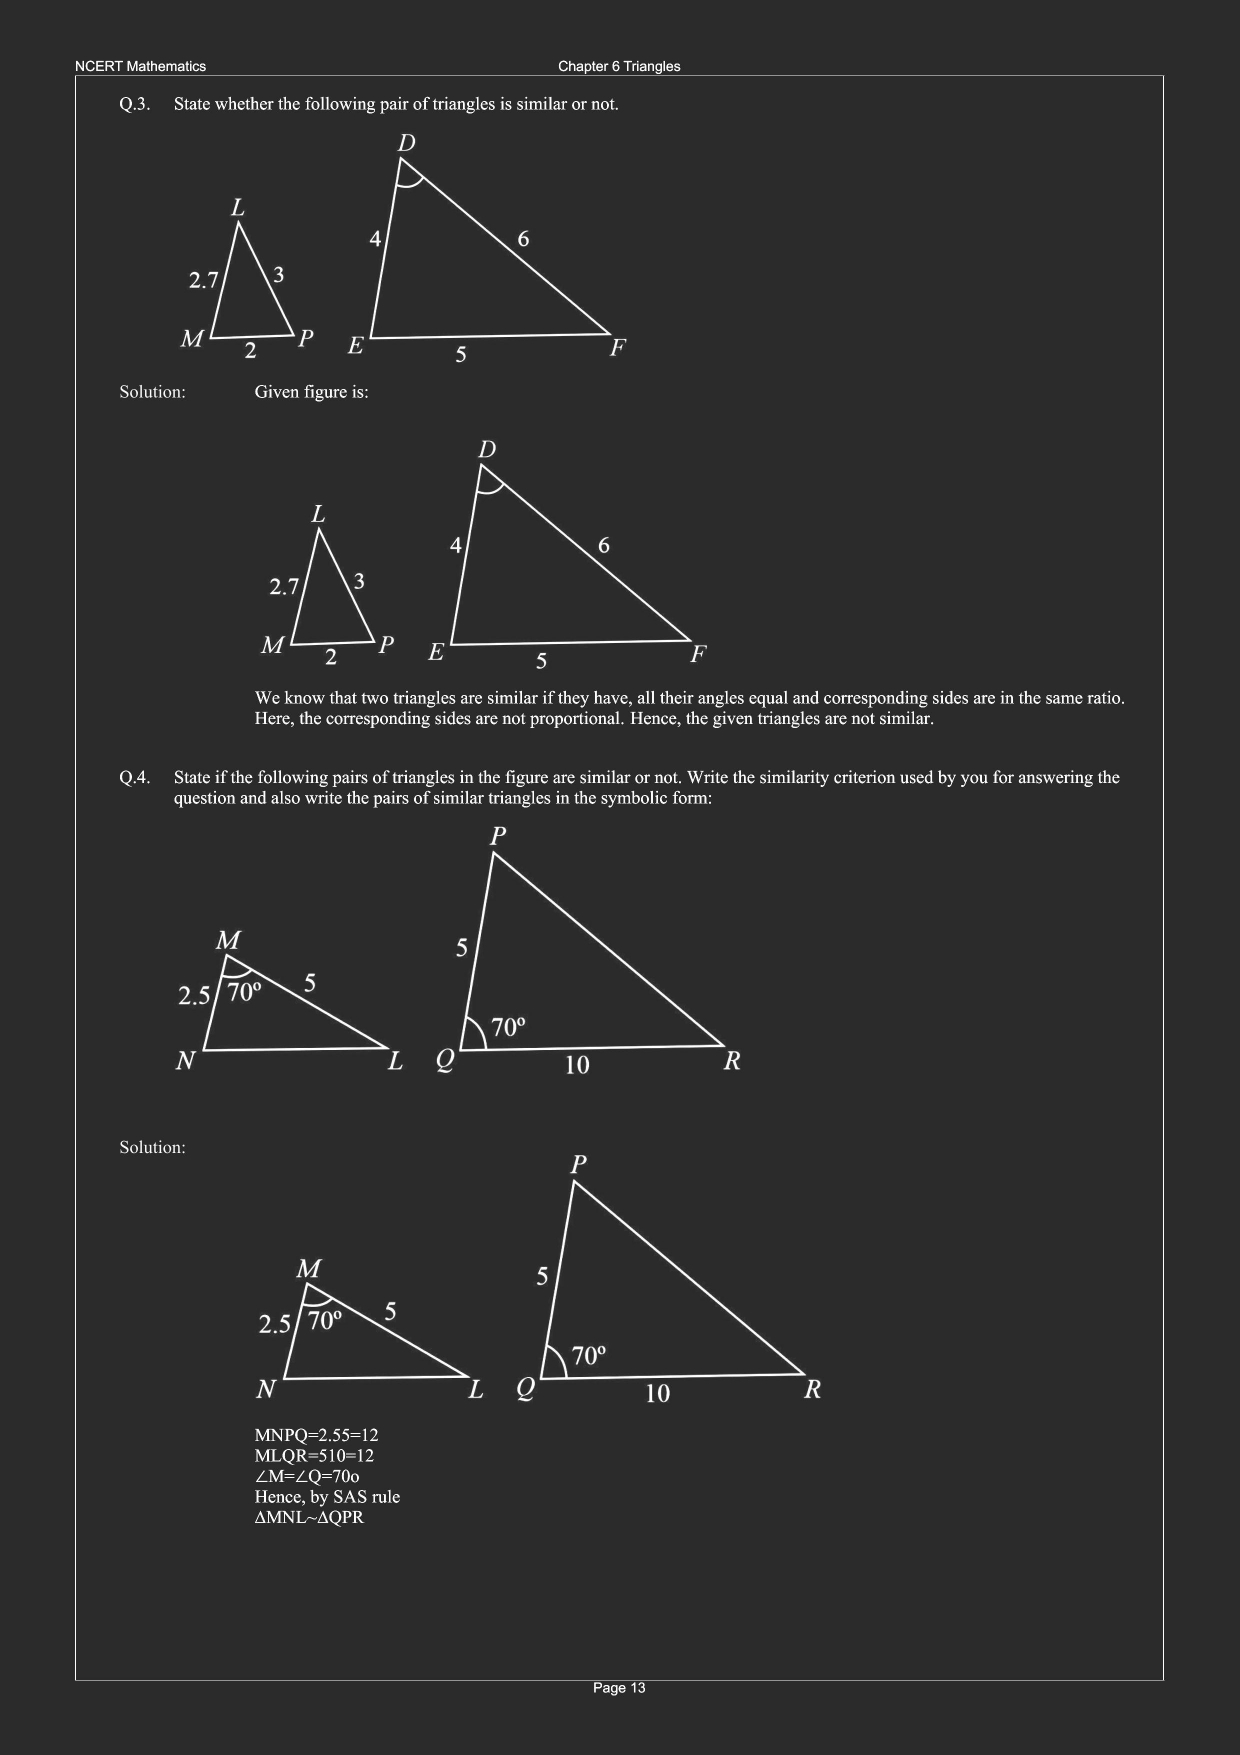 NCERT Mathematics
Chapter 6 Triangles
Q.3. State whether the following pair of triangles is similar or not.
D
L
4
6
2.7
3
M
P
E
F
2
5
Solution: Given figure is:
D
L
4
6
2.7
3
M
P
E
F
2
5
We know that two triangles are similar if they have, all their angles equal and corresponding sides are in the same ratio.
Here, the corresponding sides are not proportional. Hence, the given triangles are not similar.
Q.4. State if the following pairs of triangles in the figure are similar or not. Write the similarity criterion used by you for answering the
question and also write the pairs of similar triangles in the symbolic form:
P
M
5
2.5
70º
5
70º
N
L
Q
10
R
Solution:
P
M
5
2.5
70º
5
70º
N
L
Q
10
R
MNPQ=2.55=12
MLQR=510=12
∠M=∠Q=70o
Hence, by SAS rule
ΔMNL~ΔQPR
Page 13